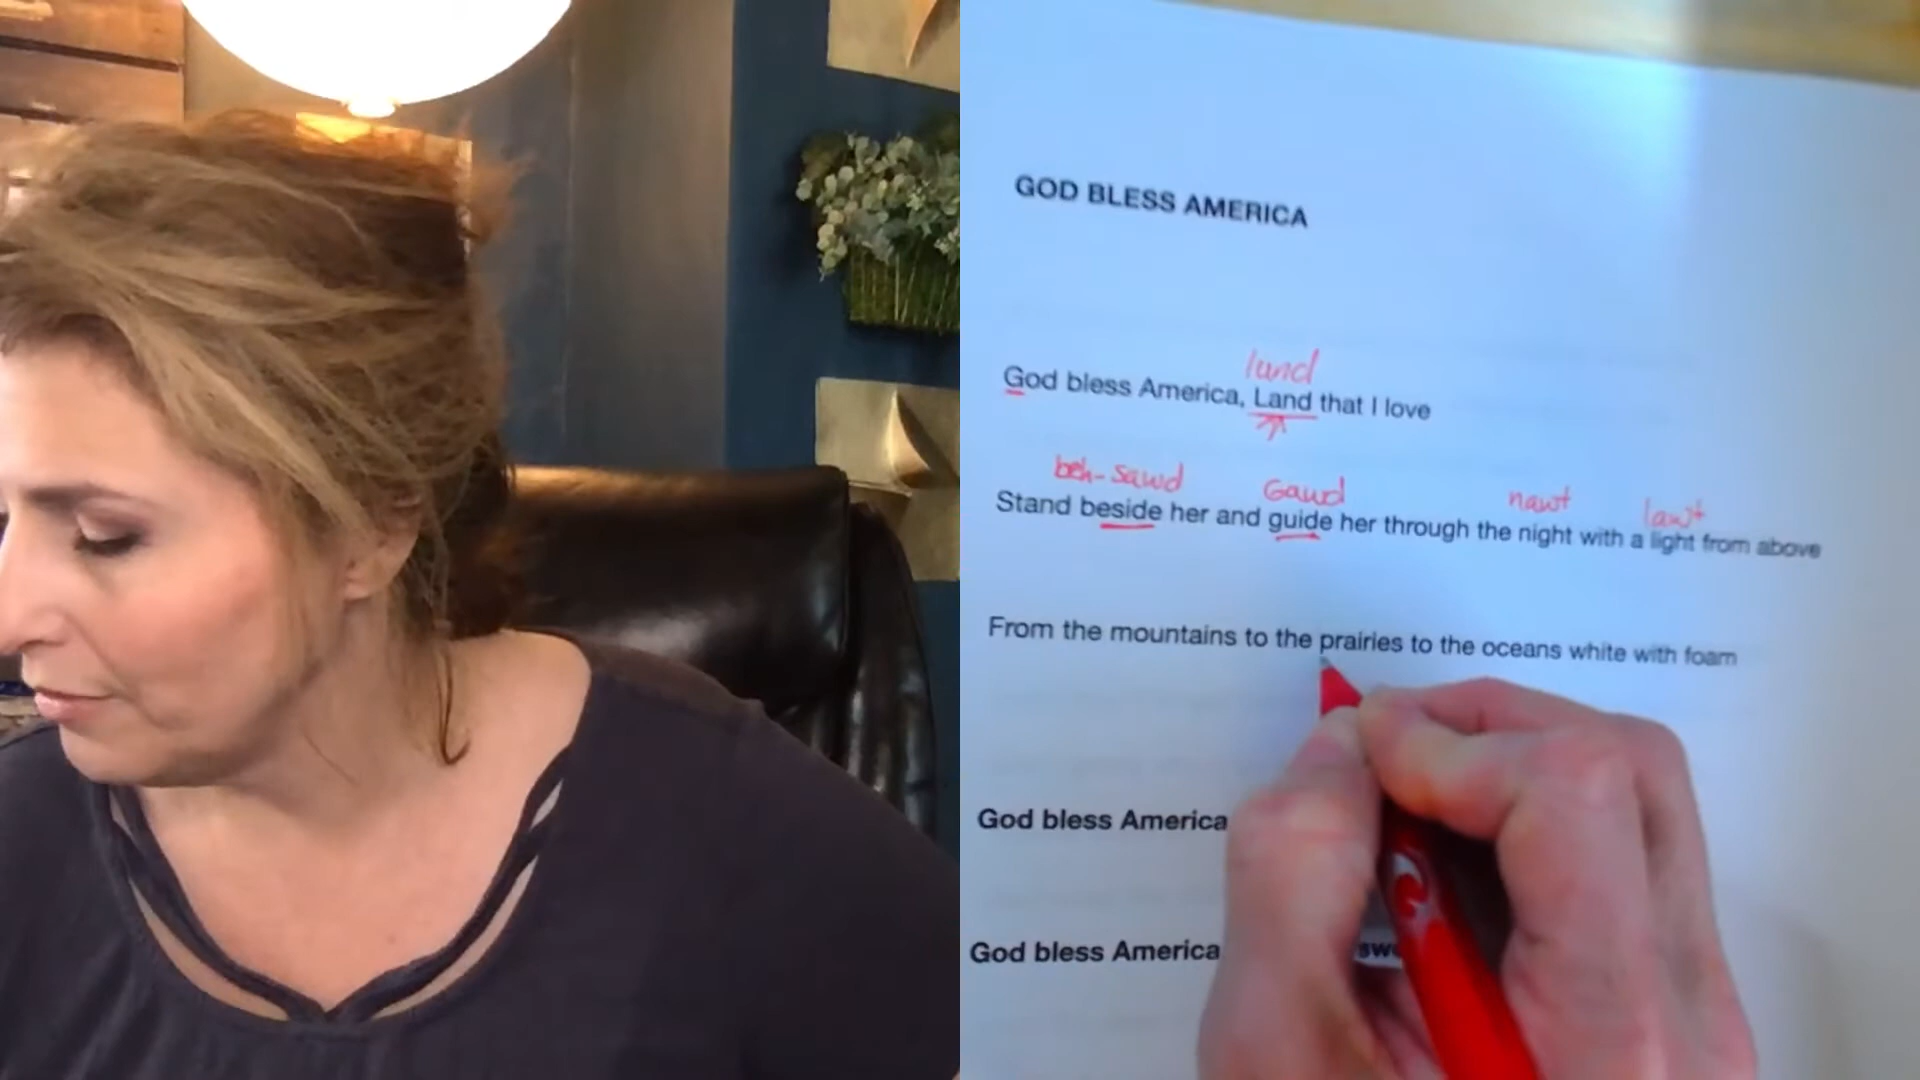 GOD BLESS AMERICA
lund
God bless America, Land that I love
beh-sawd Gawd nawt lawt
Stand beside her and guide her through the night with a light from above
From the mountains to the prairies to the oceans white with foam
God bless America
God bless America